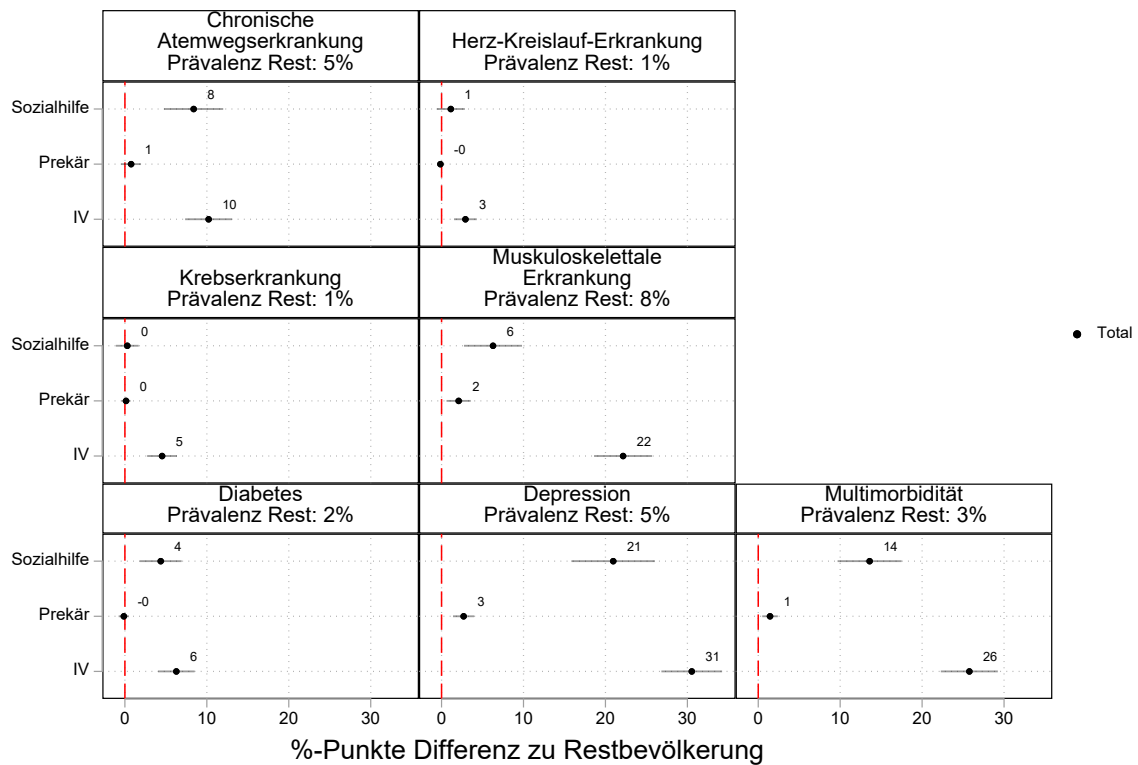 Chronische
Atemwegserkrankung
Prävalenz Rest: 5%
Herz-Kreislauf-Erkrankung
Prävalenz Rest: 1%
Sozialhilfe
8
1
Prekär
1
-0
IV
10
3
Krebserkrankung
Prävalenz Rest: 1%
Muskuloskelettale
Erkrankung
Prävalenz Rest: 8%
Sozialhilfe
0
6
Prekär
0
2
IV
5
22
Total
Diabetes
Prävalenz Rest: 2%
Depression
Prävalenz Rest: 5%
Multimorbidität
Prävalenz Rest: 3%
Sozialhilfe
4
21
14
Prekär
-0
3
1
IV
6
31
26
0 10 20 30 0 10 20 30 0 10 20 30
%-Punkte Differenz zu Restbevölkerung